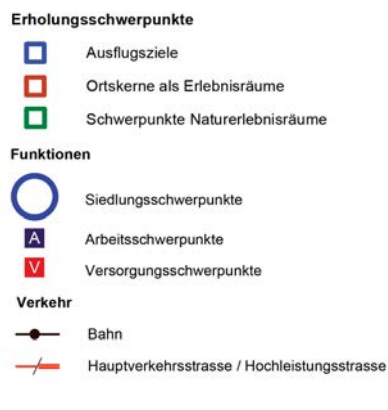 Erholungsschwerpunkte
Ausflugsziele
Ortskerne als Erlebnisräume
Schwerpunkte Naturerlebnisräume
Funktionen
Siedlungsschwerpunkte
A Arbeitsschwerpunkte
V Versorgungsschwerpunkte
Verkehr
Bahn
Hauptverkehrsstrasse / Hochleistungsstrasse